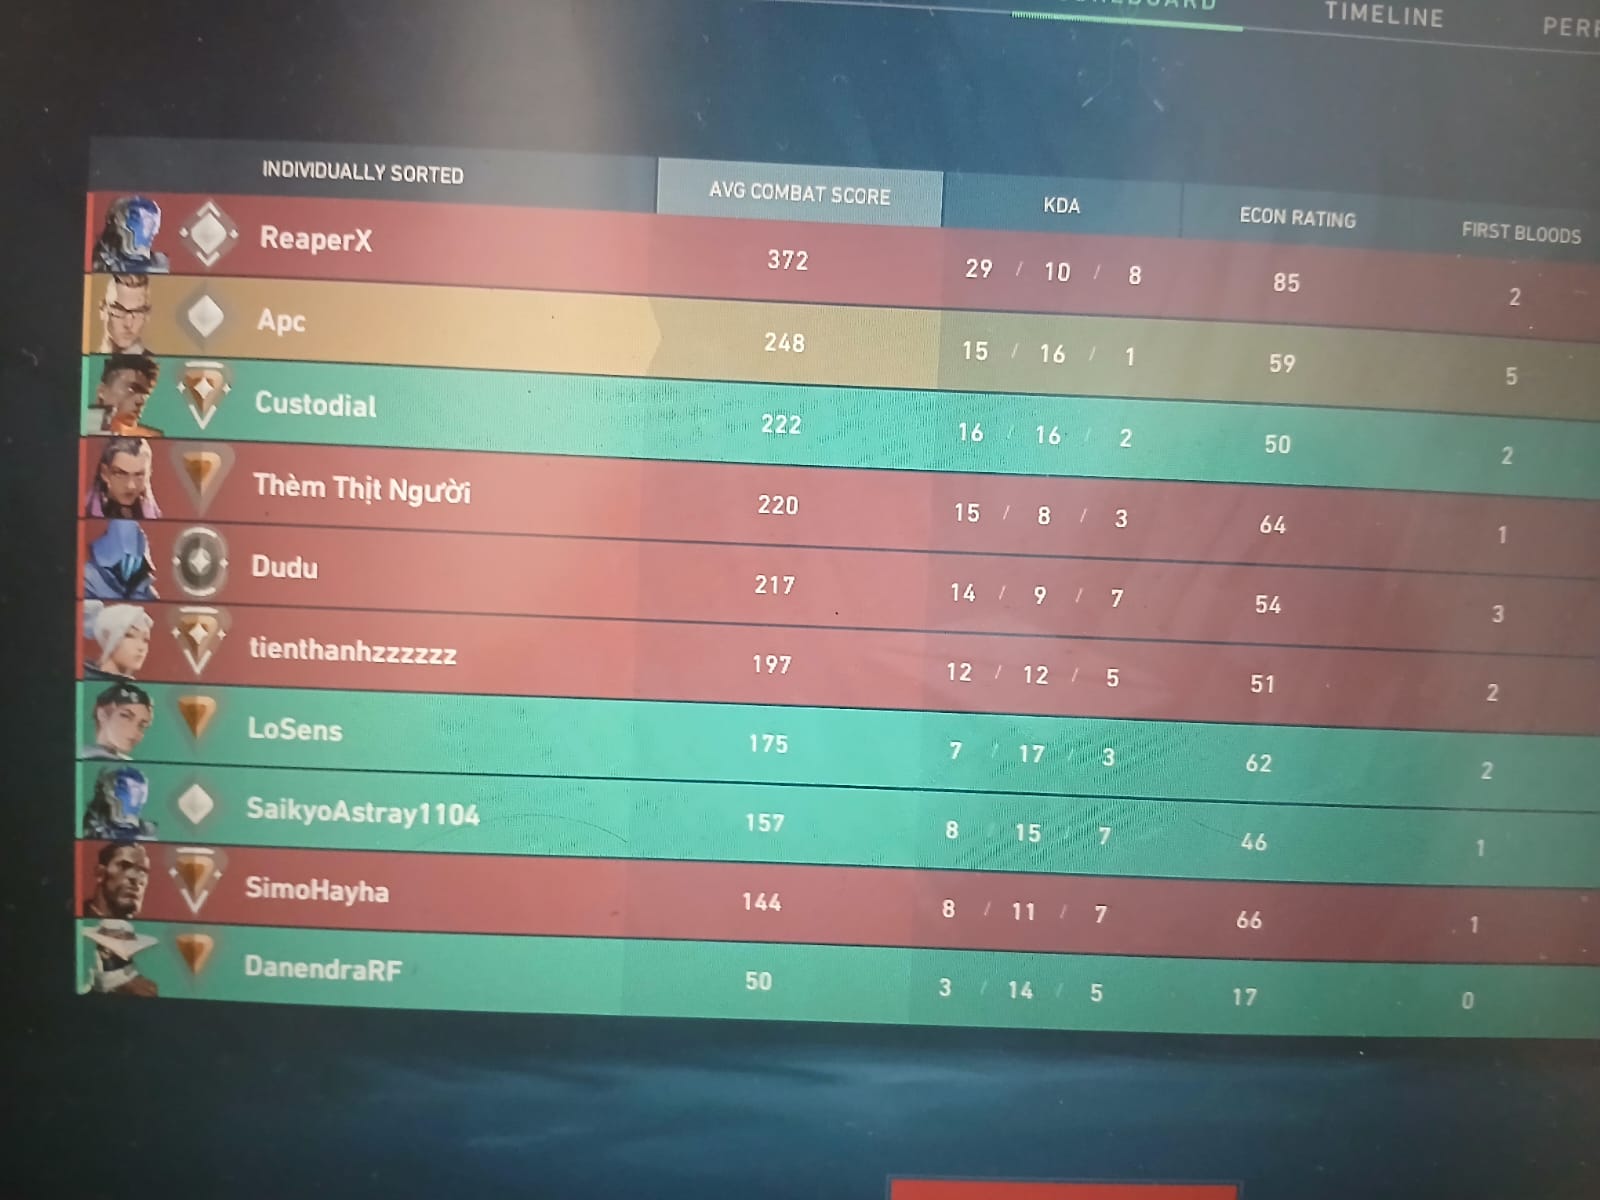 TIMELINE
INDIVIDUALLY SORTED AVG COMBAT SCORE KDA ECON RATING FIRST BLOODS
ReaperX 372 29 / 10 / 8 85 2
Apc 248 15 / 16 / 1 59 5
Custodial 222 16 / 16 / 2 50 2
Thèm Thịt Người 220 15 / 8 / 3 64 1
Dudu 217 14 / 9 / 7 54 3
tienthanhzzzzzz 197 12 / 12 / 5 51 2
LoSens 175 7 / 17 / 3 62 2
SaikyoAstray1104 157 8 / 15 / 7 46 1
SimoHayha 144 8 / 11 / 7 66 1
DanendraRF 50 3 / 14 / 5 17 0